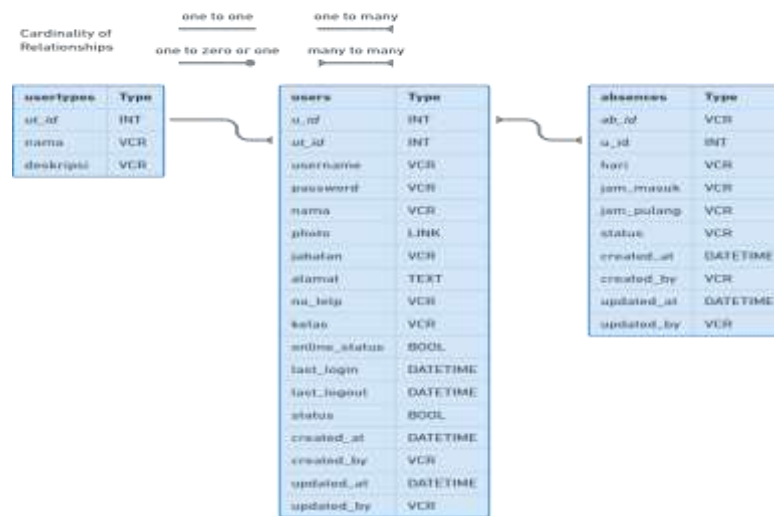 one to one one to many
Cardinality of
Relationships
one to zero or one many to many
usertypes Type
ut_id INT
nama VCR
deskripsi VCR
users Type
u_id INT
ut_id INT
username VCR
password VCR
nama VCR
photo LINK
jabatan VCR
alamat TEXT
no_telp VCR
kelas VCR
online_status BOOL
last_login DATETIME
last_logout DATETIME
status BOOL
created_at DATETIME
created_by VCR
updated_at DATETIME
updated_by VCR
absences Type
ab_id VCR
u_id INT
hari VCR
jam_masuk VCR
jam_pulang VCR
status VCR
created_at DATETIME
created_by VCR
updated_at DATETIME
updated_by VCR